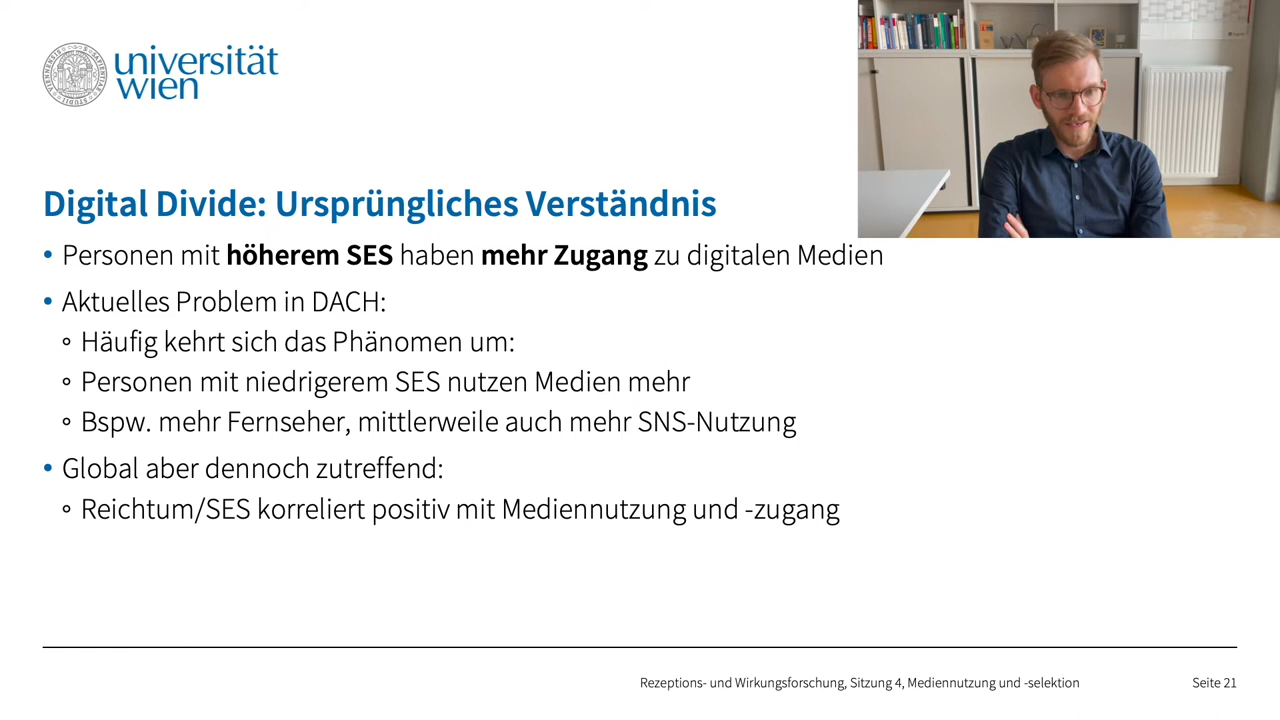 universität
wien
Digital Divide: Ursprüngliches Verständnis
• Personen mit höherem SES haben mehr Zugang zu digitalen Medien
• Aktuelles Problem in DACH:
∘ Häufig kehrt sich das Phänomen um:
∘ Personen mit niedrigerem SES nutzen Medien mehr
∘ Bspw. mehr Fernseher, mittlerweile auch mehr SNS-Nutzung
• Global aber dennoch zutreffend:
∘ Reichtum/SES korreliert positiv mit Mediennutzung und -zugang
Rezeptions- und Wirkungsforschung, Sitzung 4, Mediennutzung und -selektion
Seite 21